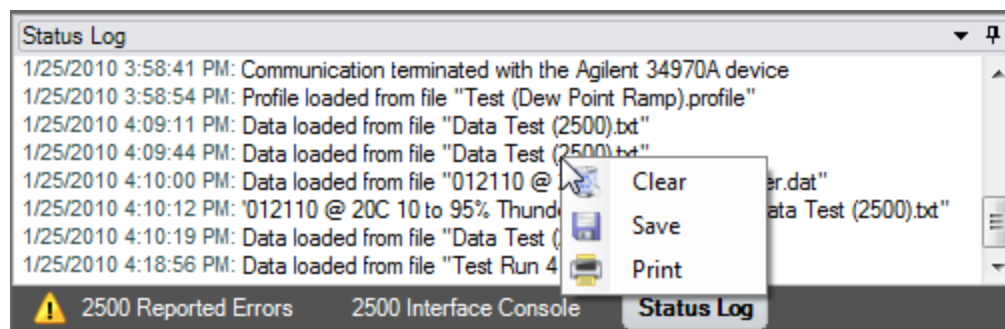 Status Log
1/25/2010 3:58:41 PM: Communication terminated with the Agilent 34970A device
1/25/2010 3:58:54 PM: Profile loaded from file "Test (Dew Point Ramp).profile"
1/25/2010 4:09:11 PM: Data loaded from file "Data Test (2500).txt"
1/25/2010 4:09:44 PM: Data loaded from file "Data Test (2500).txt"
1/25/2010 4:10:00 PM: Data loaded from file "012110 @ er.dat"
1/25/2010 4:10:12 PM: '012110 @ 20C 10 to 95% Thund ata Test (2500).txt"
1/25/2010 4:10:19 PM: Data loaded from file "Data Test (
1/25/2010 4:18:56 PM: Data loaded from file "Test Run 4
Clear
Save
Print
2500 Reported Errors 2500 Interface Console Status Log